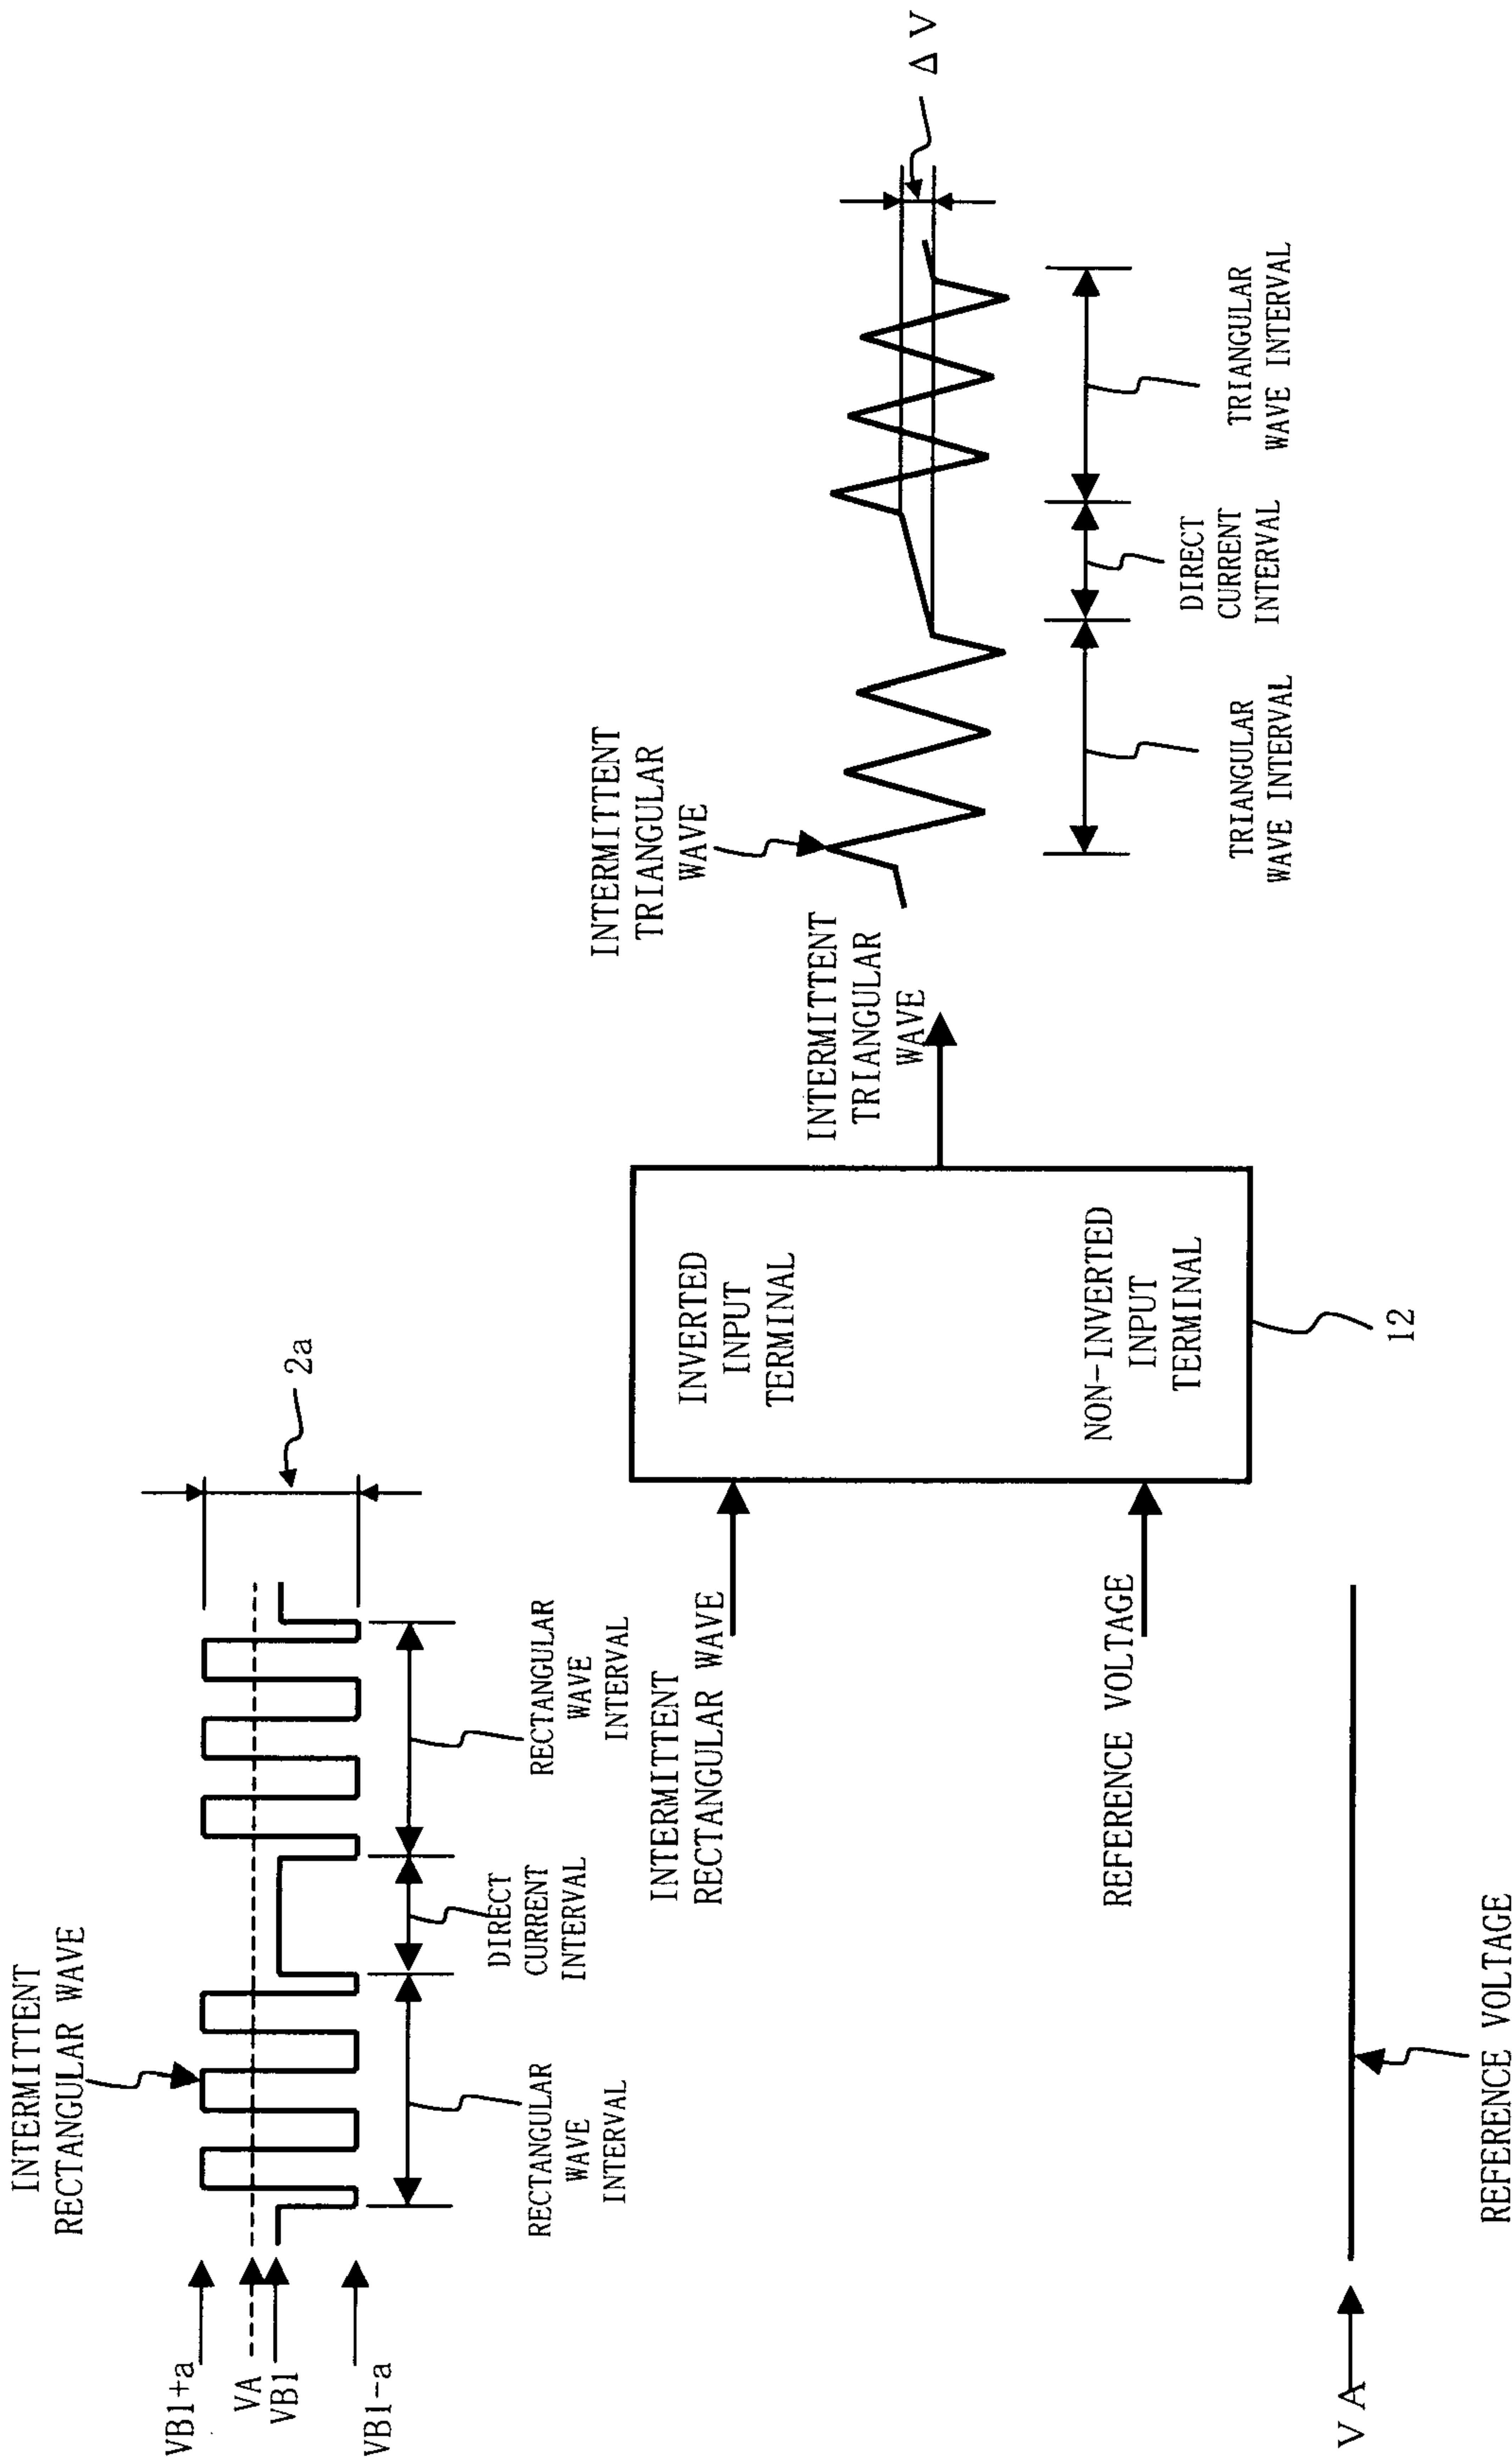 INTERMITTENT
RECTANGULAR WAVE
VB1+a
VA
VB1
VB1-a
2a
RECTANGULAR
WAVE
INTERVAL
DIRECT
CURRENT
INTERVAL
RECTANGULAR
WAVE
INTERVAL
INTERMITTENT
RECTANGULAR WAVE
REFERENCE VOLTAGE
INVERTED
INPUT
TERMINAL
NON-INVERTED
INPUT
TERMINAL
12
INTERMITTENT
TRIANGULAR
WAVE
INTERMITTENT
TRIANGULAR
WAVE
ΔV
TRIANGULAR
WAVE INTERVAL
DIRECT
CURRENT
INTERVAL
TRIANGULAR
WAVE INTERVAL
VA
REFERENCE VOLTAGE